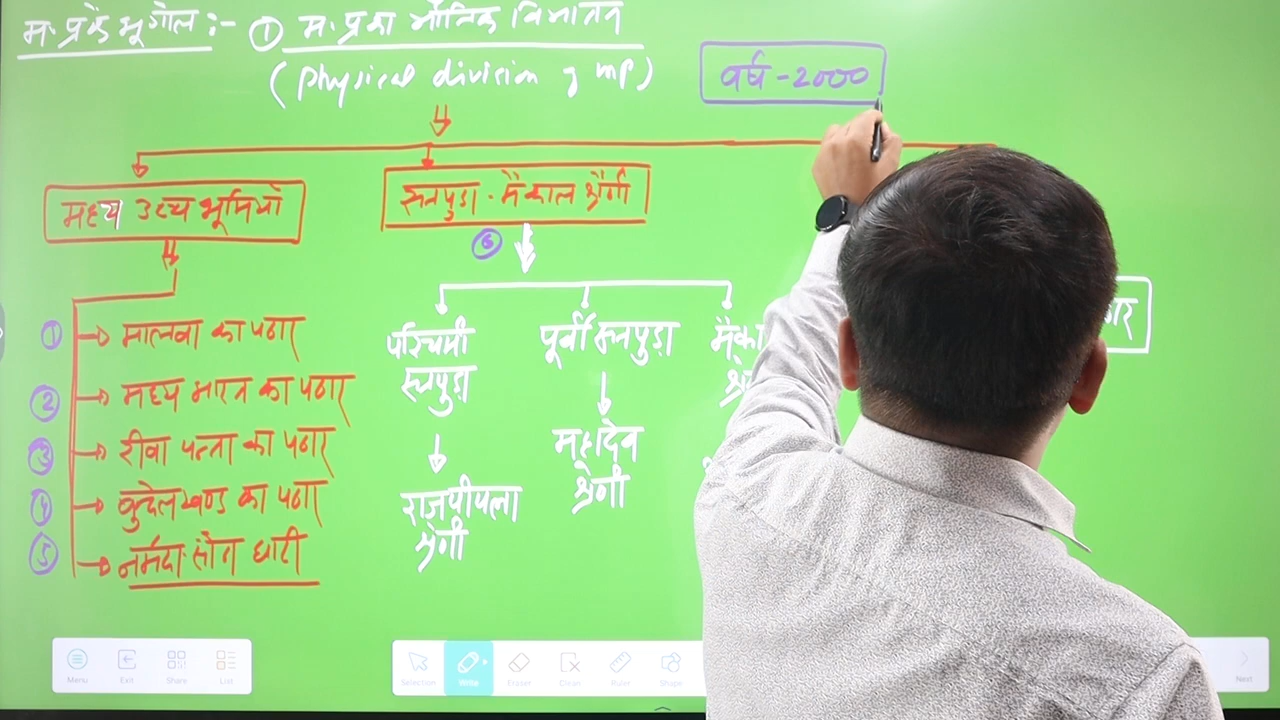 म. प्र. के भूगोल :- ① म. प्र. का भौतिक विभाजन
(Physical division of MP)
वर्ष - 2000
मध्य उच्च भूमियाँ
सतपुड़ा - मैकाल श्रेणी
⑥
① मालवा का पठार
② मध्य भारत का पठार
③ रीवा पन्ना का पठार
④ बुन्देलखण्ड का पठार
⑤ नर्मदा-सोन घाटी
पश्चिमी सतपुड़ा
राजपीपला श्रेणी
पूर्वी सतपुड़ा
महादेव श्रेणी
Menu
Exit
Share
List
Selection
Write
Eraser
Clean
Ruler
Shape
Next